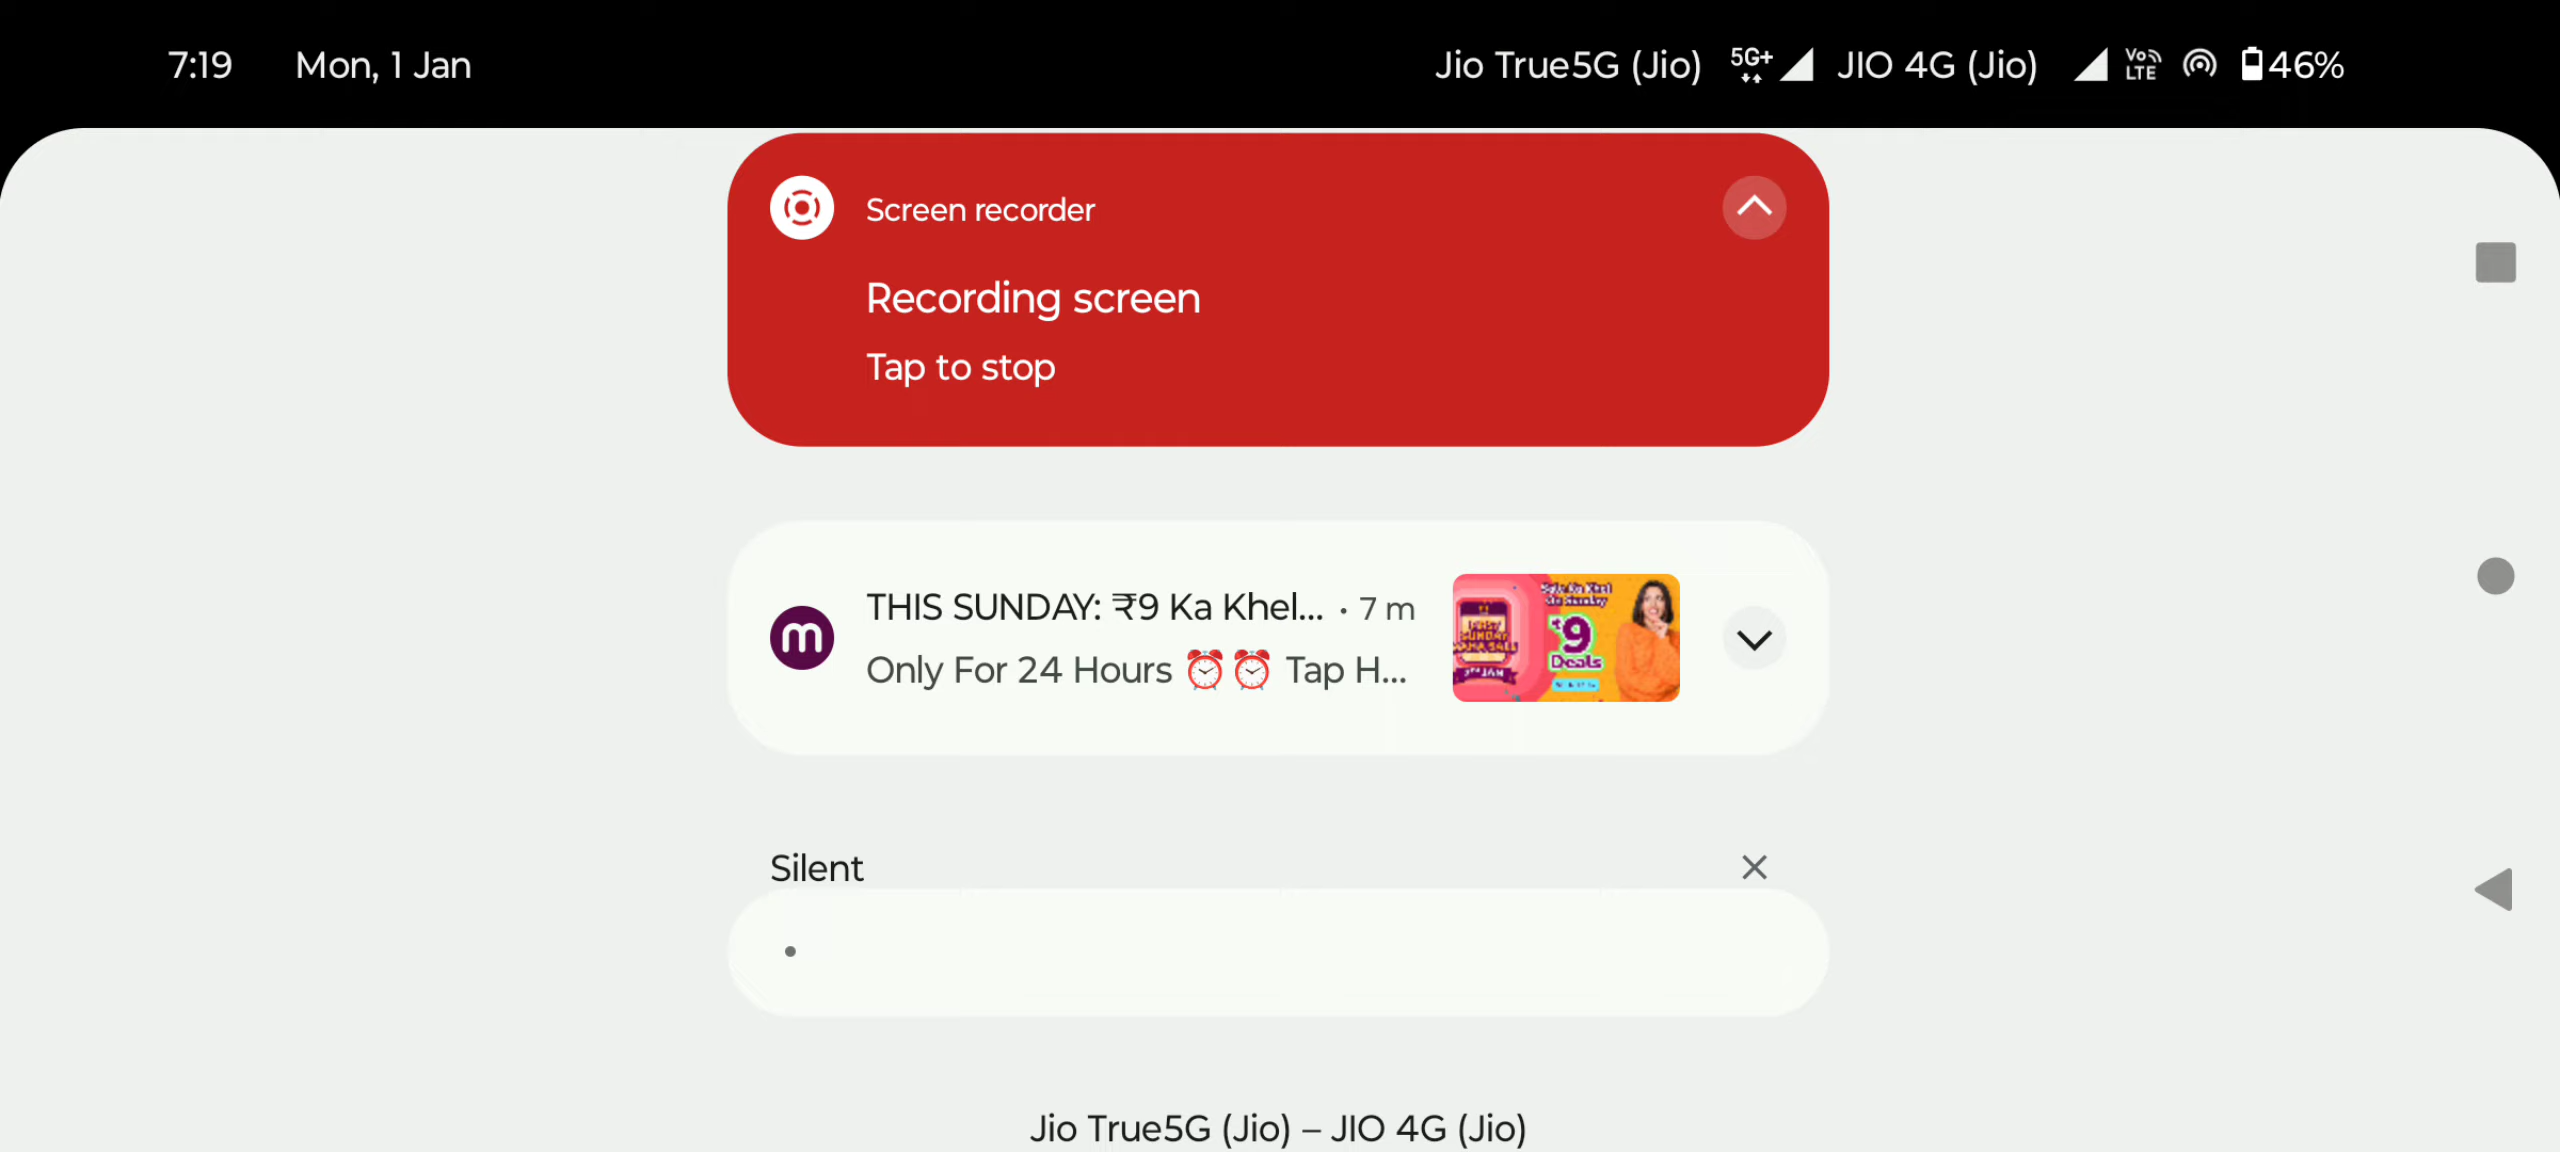 7:19 Mon, 1 Jan Jio True5G (Jio) 5G+ JIO 4G (Jio) Vo LTE 46%
Screen recorder
Recording screen
Tap to stop
THIS SUNDAY: ₹9 Ka Khel... • 7 m
Only For 24 Hours ⏰⏰ Tap H...
m
₹9
Deals
Silent
•
Jio True5G (Jio) – JIO 4G (Jio)